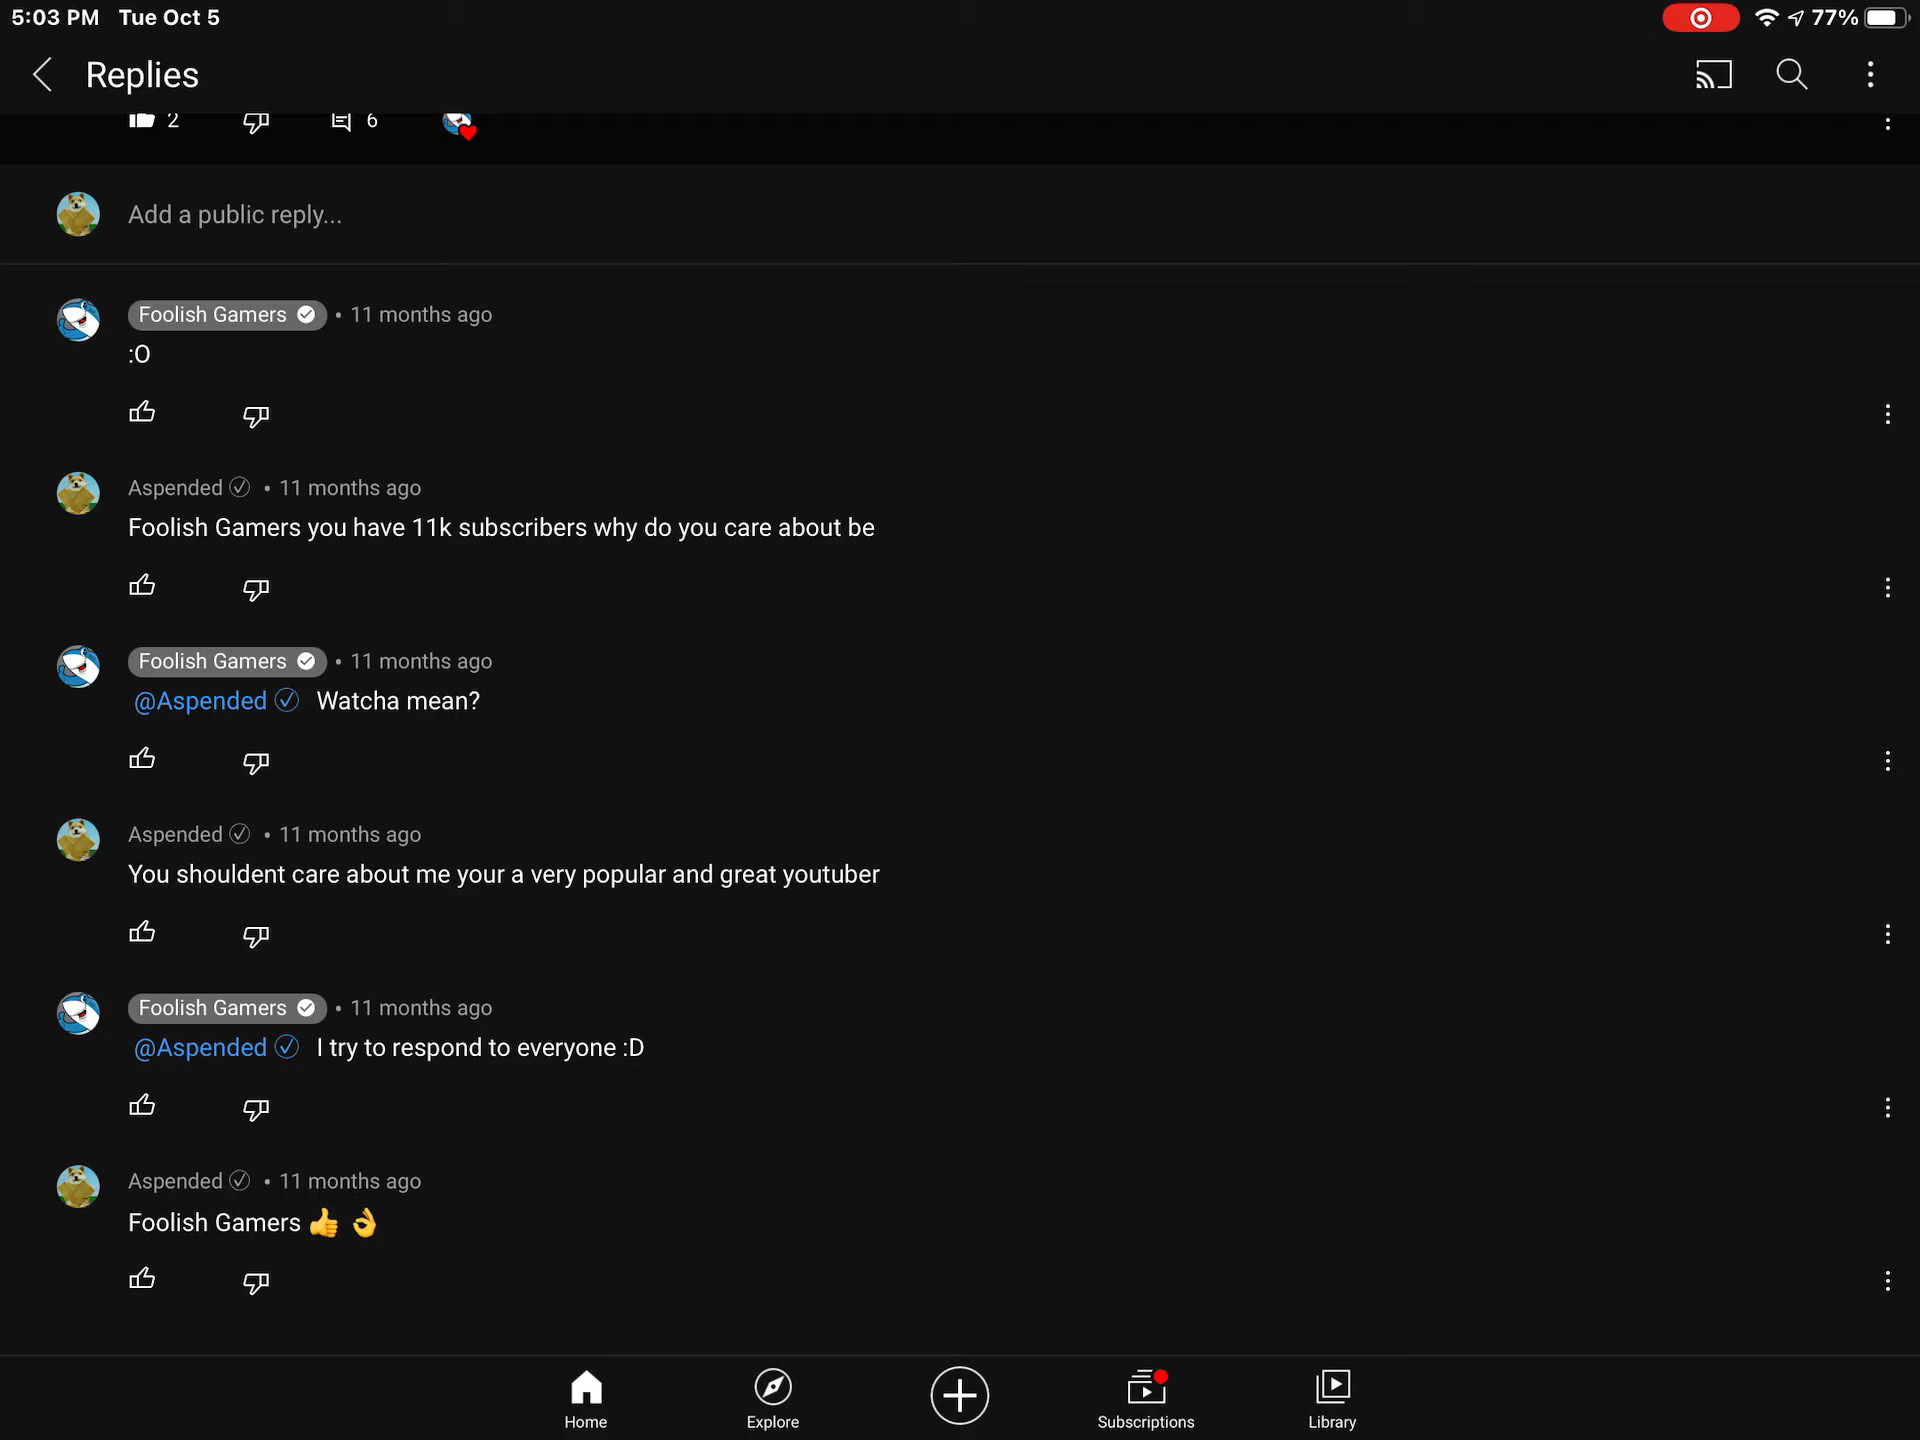 5:03 PM Tue Oct 5 77%
Replies
2 6
Add a public reply...
Foolish Gamers • 11 months ago
:O
Aspended ✓ • 11 months ago
Foolish Gamers you have 11k subscribers why do you care about be
Foolish Gamers • 11 months ago
@Aspended ✓ Watcha mean?
Aspended ✓ • 11 months ago
You shouldent care about me your a very popular and great youtuber
Foolish Gamers • 11 months ago
@Aspended ✓ I try to respond to everyone :D
Aspended ✓ • 11 months ago
Foolish Gamers 👍 👌
Home Explore Subscriptions Library